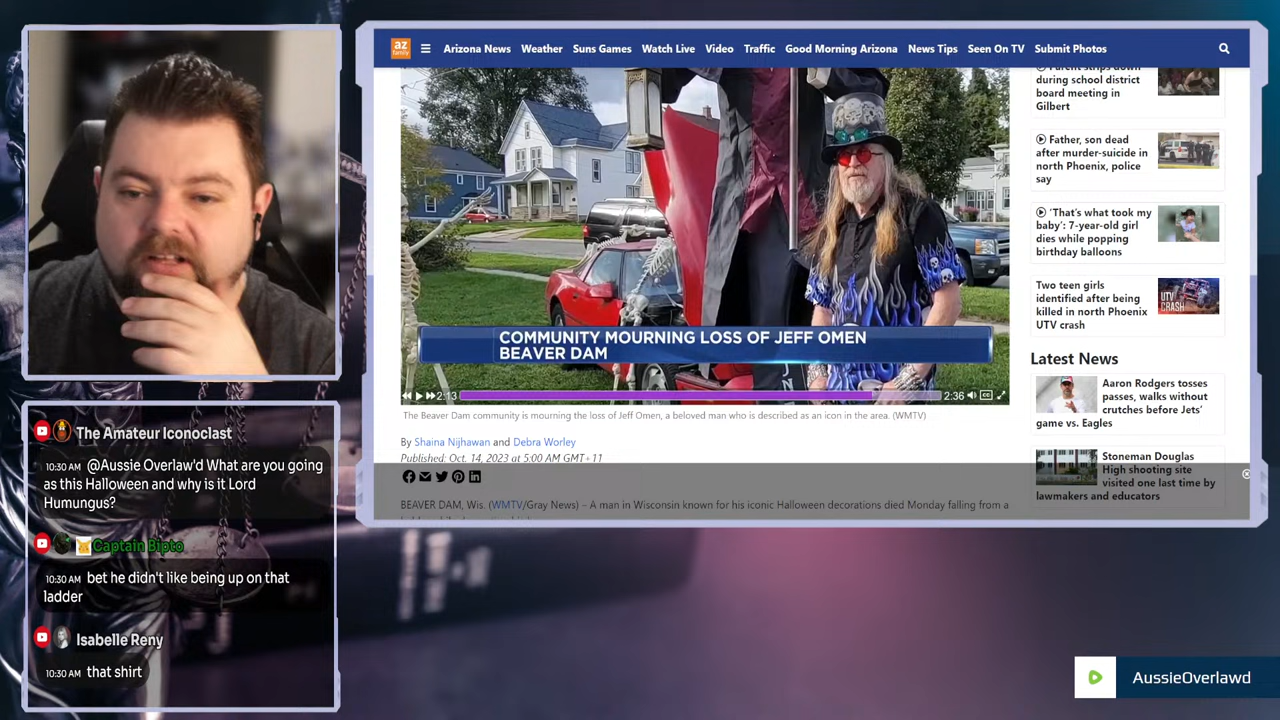 az
family
Arizona News
Weather
Suns Games
Watch Live
Video
Traffic
Good Morning Arizona
News Tips
Seen On TV
Submit Photos
Parent strips down
during school district
board meeting in
Gilbert
Father, son dead
after murder-suicide in
north Phoenix, police
say
'That's what took my
baby': 7-year-old girl
dies while popping
birthday balloons
Two teen girls
identified after being
killed in north Phoenix
UTV crash
UTV
CRASH
Latest News
Aaron Rodgers tosses
passes, walks without
crutches before Jets'
game vs. Eagles
Stoneman Douglas
High shooting site
visited one last time by
lawmakers and educators
COMMUNITY MOURNING LOSS OF JEFF OMEN
BEAVER DAM
2:13
2:36
CC
The Beaver Dam community is mourning the loss of Jeff Omen, a beloved man who is described as an icon in the area. (WMTV)
By Shaina Nijhawan and Debra Worley
Published: Oct. 14, 2023 at 5:00 AM GMT+11
BEAVER DAM, Wis. (WMTV/Gray News) – A man in Wisconsin known for his iconic Halloween decorations died Monday falling from a
The Amateur Iconoclast
10:30 AM @Aussie Overlaw'd What are you going
as this Halloween and why is it Lord
Humungus?
Captain Bipto
10:30 AM bet he didn't like being up on that
ladder
Isabelle Reny
10:30 AM that shirt
AussieOverlawd